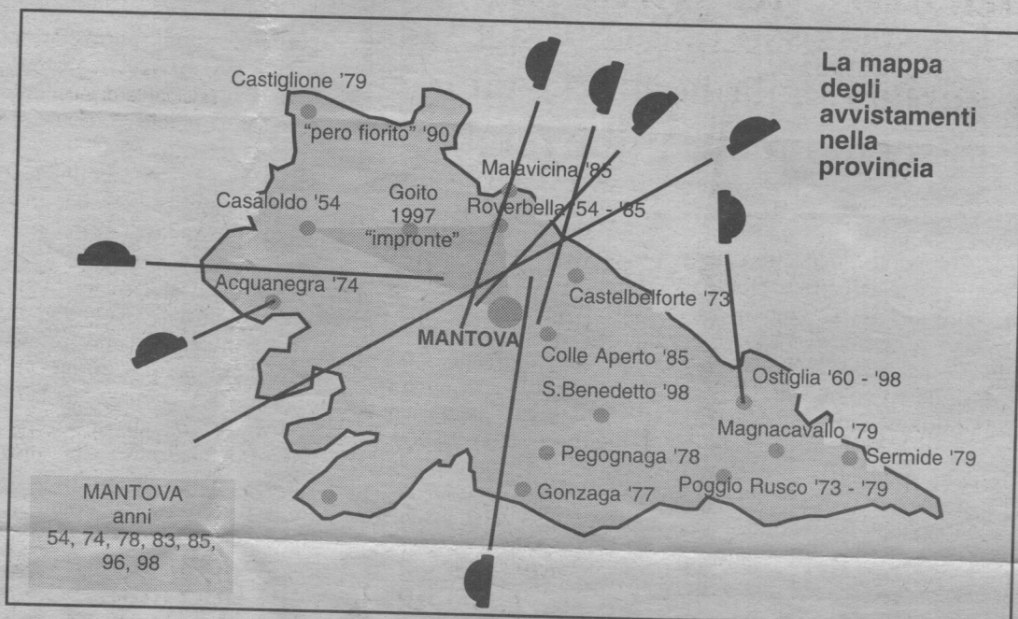 La mappa
degli
avvistamenti
nella
provincia
Castiglione '79
"pero fiorito" '90
Malavicina '85
Casaloldo '54
Goito
1997
"impronte"
Roverbella '54 - '85
Acquanegra '74
Castelbelforte '73
MANTOVA
Colle Aperto '85
Ostiglia '60 - '98
S.Benedetto '98
Magnacavallo '79
Pegognaga '78
Sermide '79
Gonzaga '77
Poggio Rusco '73 - '79
MANTOVA
anni
54, 74, 78, 83, 85,
96, 98